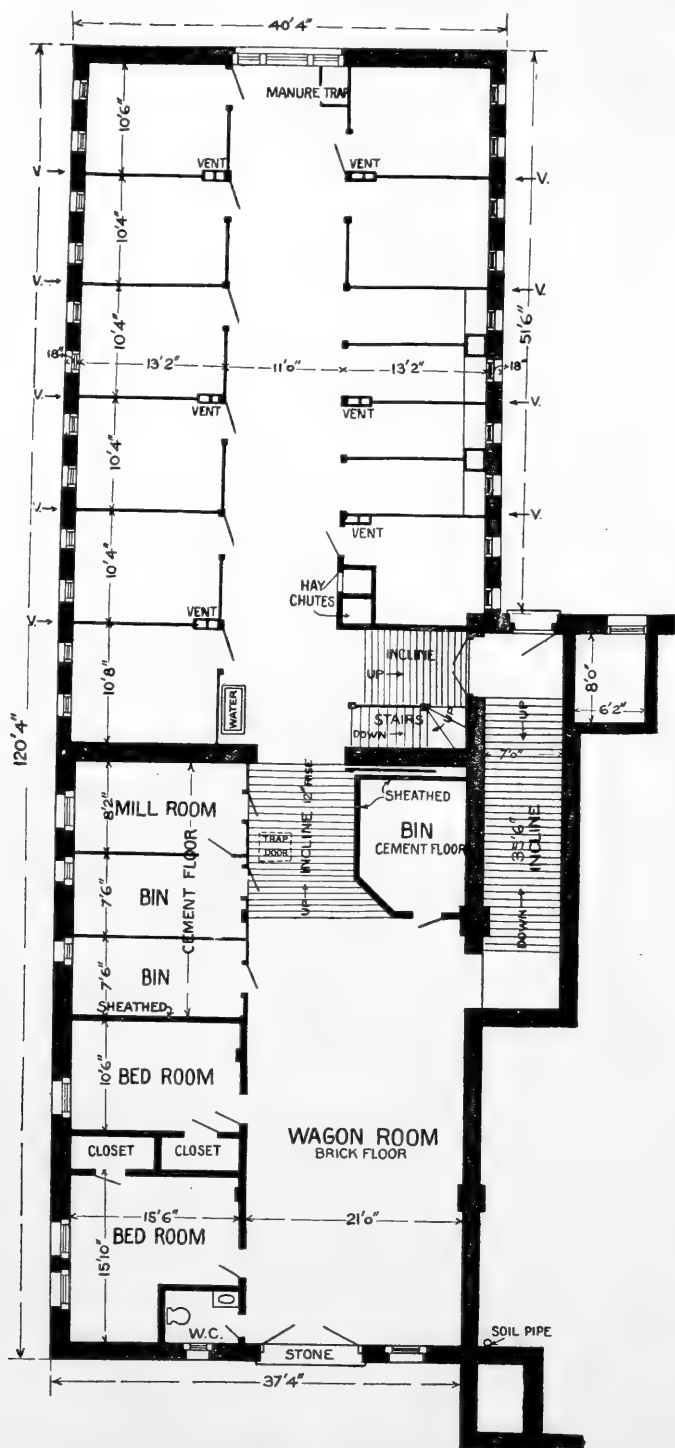 40'4"
MANURE TRAP
10'6"
VENT
VENT
V.
V.
10'4"
V.
V.
10'4"
51'6"
18"
13'2"
11'0"
13'2"
18"
V.
VENT
VENT
V.
10'4"
V.
V.
VENT
10'4"
HAY
CHUTES
V.
VENT
10'8"
WATER
INCLINE
UP
STAIRS
DOWN
UP
UP
7'0"
8'0"
6'2"
120'4"
8'2"
MILL ROOM
CEMENT FLOOR
INCLINE 12" RISE
UP
TRAP
DOOR
SHEATHED
BIN
CEMENT FLOOR
35'6"
INCLINE
DOWN
7'6"
BIN
7'6"
BIN
SHEATHED
10'6"
BED ROOM
WAGON ROOM
BRICK FLOOR
CLOSET
CLOSET
15'6"
21'0"
BED ROOM
15'10"
W.C.
STONE
SOIL PIPE
37'4"